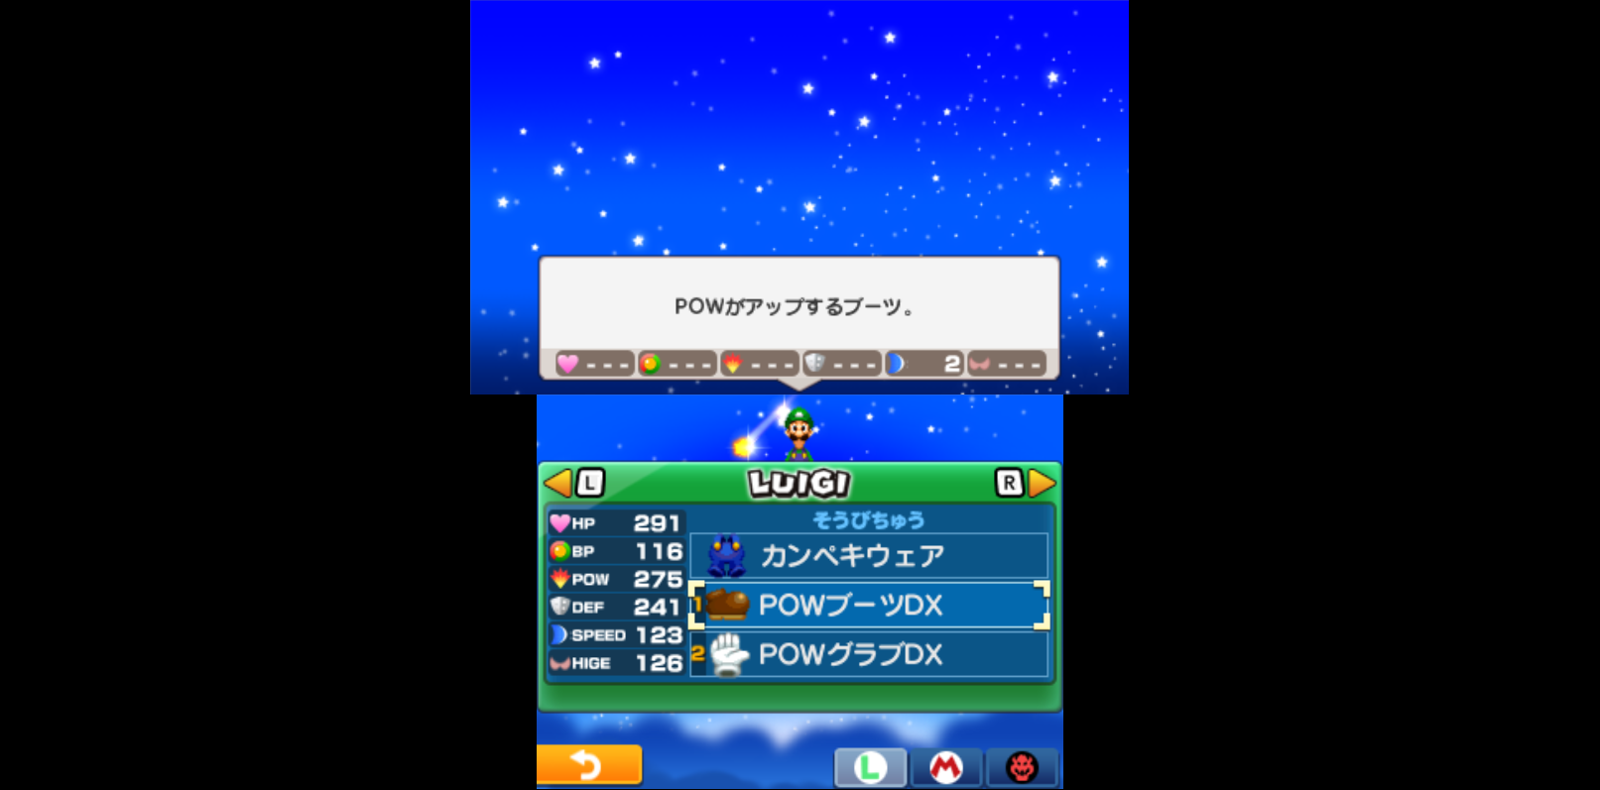 POWがアップするブーツ。
--- --- --- --- 2 ---
L LUIGI R
そうびちゅう
HP 291
BP 116
POW 275
DEF 241
SPEED 123
HIGE 126
カンペキウェア
1 POWブーツDX
2 POWグラブDX
L M